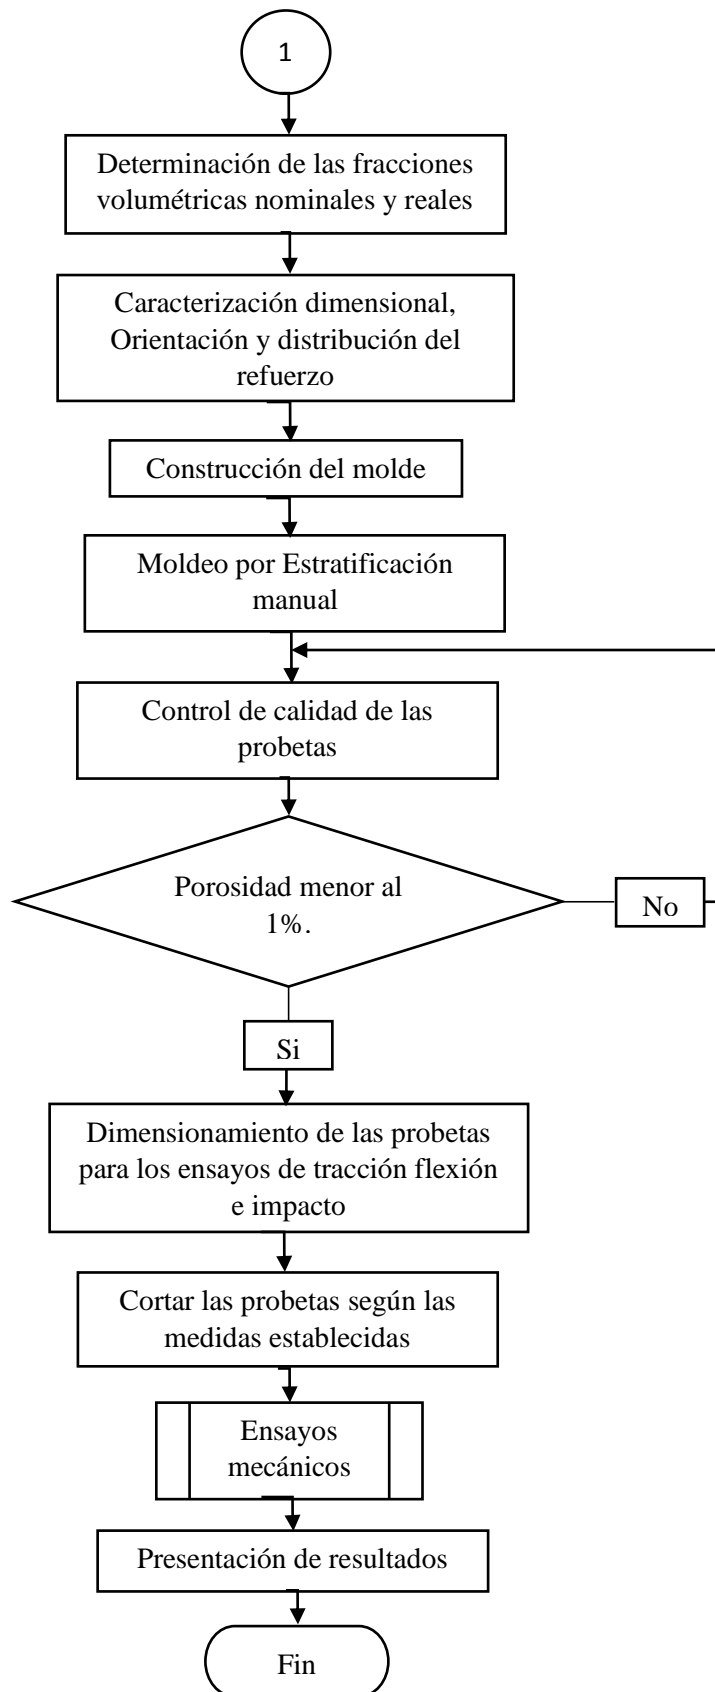 1
Determinación de las fracciones
volumétricas nominales y reales
Caracterización dimensional,
Orientación y distribución del
refuerzo
Construcción del molde
Moldeo por Estratificación
manual
Control de calidad de las
probetas
Porosidad menor al
1%.
No
Si
Dimensionamiento de las probetas
para los ensayos de tracción flexión
e impacto
Cortar las probetas según las
medidas establecidas
Ensayos
mecánicos
Presentación de resultados
Fin